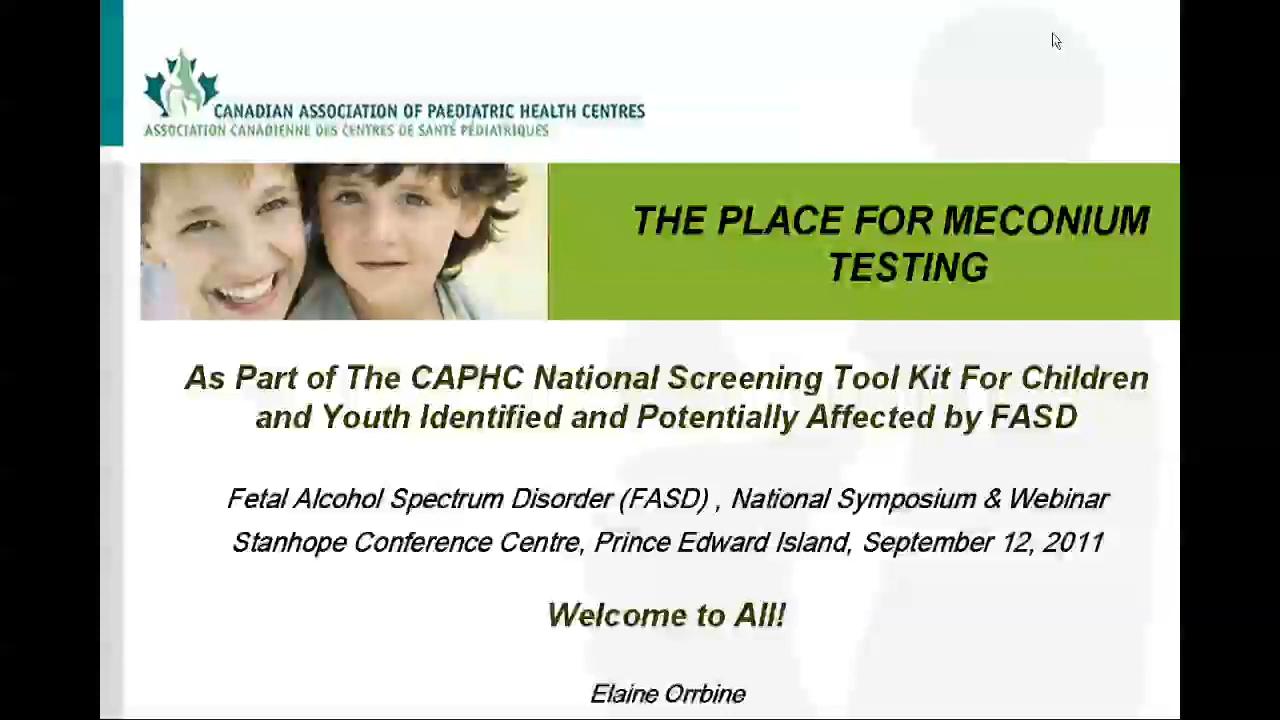 CANADIAN ASSOCIATION OF PAEDIATRIC HEALTH CENTRES
ASSOCIATION CANADIENNE DES CENTRES DE SANTÉ PÉDIATRIQUES
THE PLACE FOR MECONIUM
TESTING
As Part of The CAPHC National Screening Tool Kit For Children
and Youth Identified and Potentially Affected by FASD
Fetal Alcohol Spectrum Disorder (FASD) , National Symposium & Webinar
Stanhope Conference Centre, Prince Edward Island, September 12, 2011
Welcome to All!
Elaine Orrbine